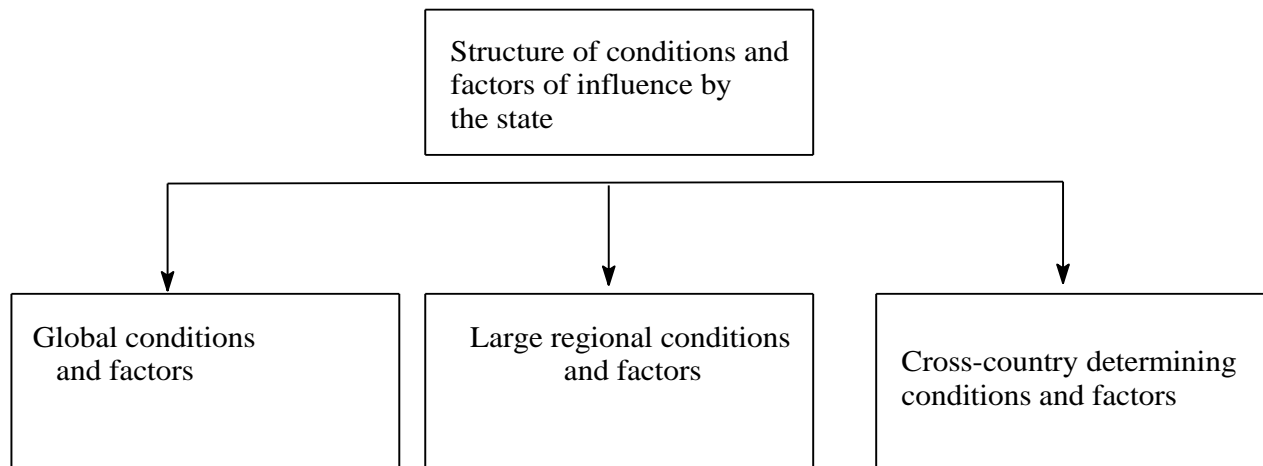 Structure of conditions and
factors of influence by
the state
Global conditions
and factors
Large regional conditions
and factors
Cross-country determining
conditions and factors